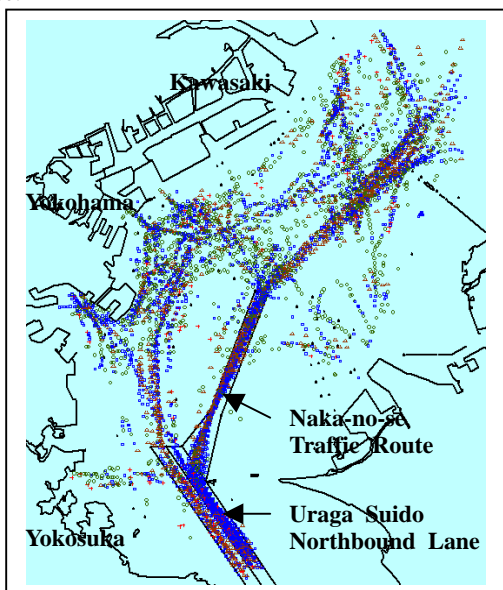 Kawasaki
Yokohama
Naka-no-se
Traffic Route
Uraga Suido
Northbound Lane
Yokosuka